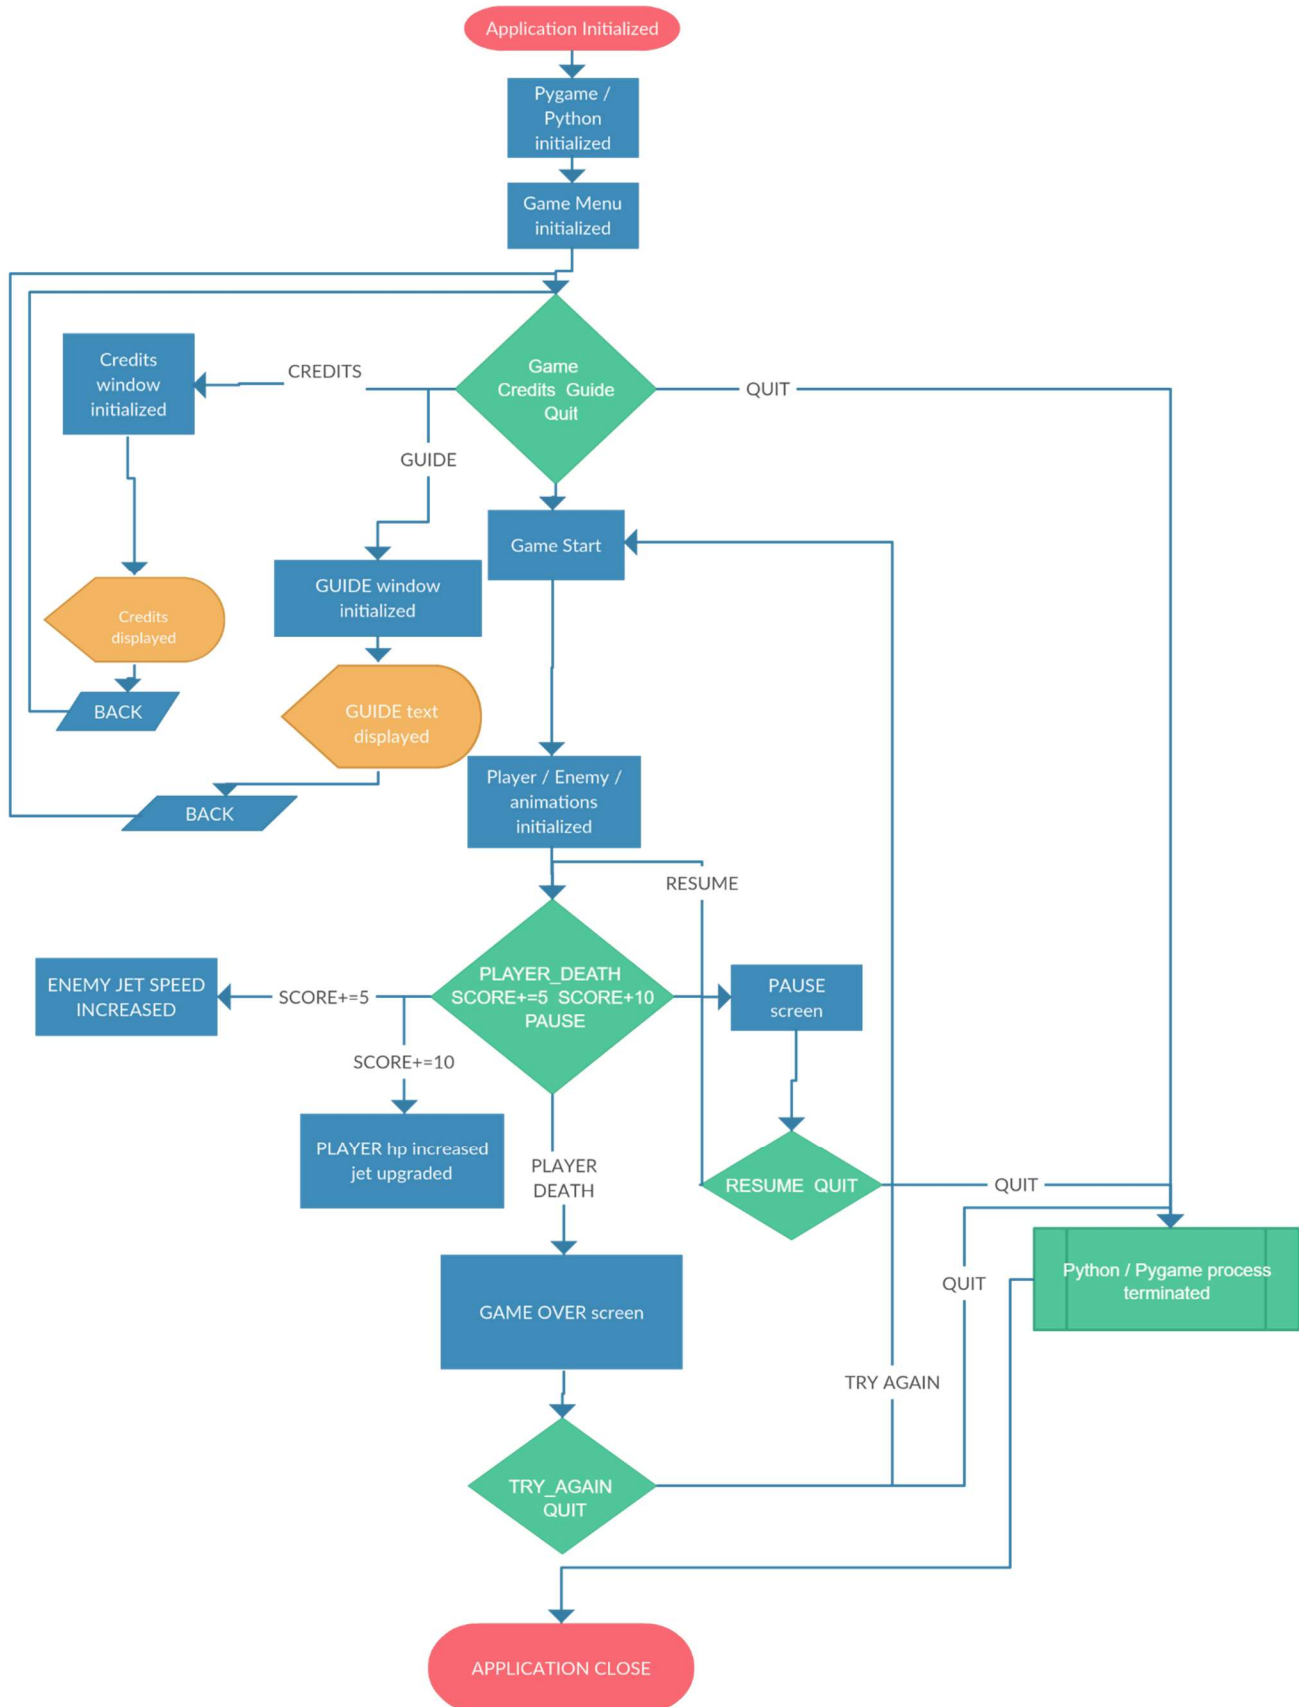 Application Initialized
Pygame /
Python
initialized
Game Menu
initialized
Credits
window
initialized
CREDITS
Game
Credits Guide
Quit
QUIT
GUIDE
Game Start
GUIDE window
initialized
Credits
displayed
BACK
GUIDE text
displayed
Player / Enemy /
animations
initialized
BACK
RESUME
ENEMY JET SPEED
INCREASED
SCORE+=5
PLAYER_DEATH
SCORE+=5 SCORE+10
PAUSE
PAUSE
screen
SCORE+=10
PLAYER hp increased
jet upgraded
PLAYER
DEATH
RESUME QUIT
QUIT
Python / Pygame process
terminated
QUIT
GAME OVER screen
TRY AGAIN
TRY_AGAIN
QUIT
APPLICATION CLOSE